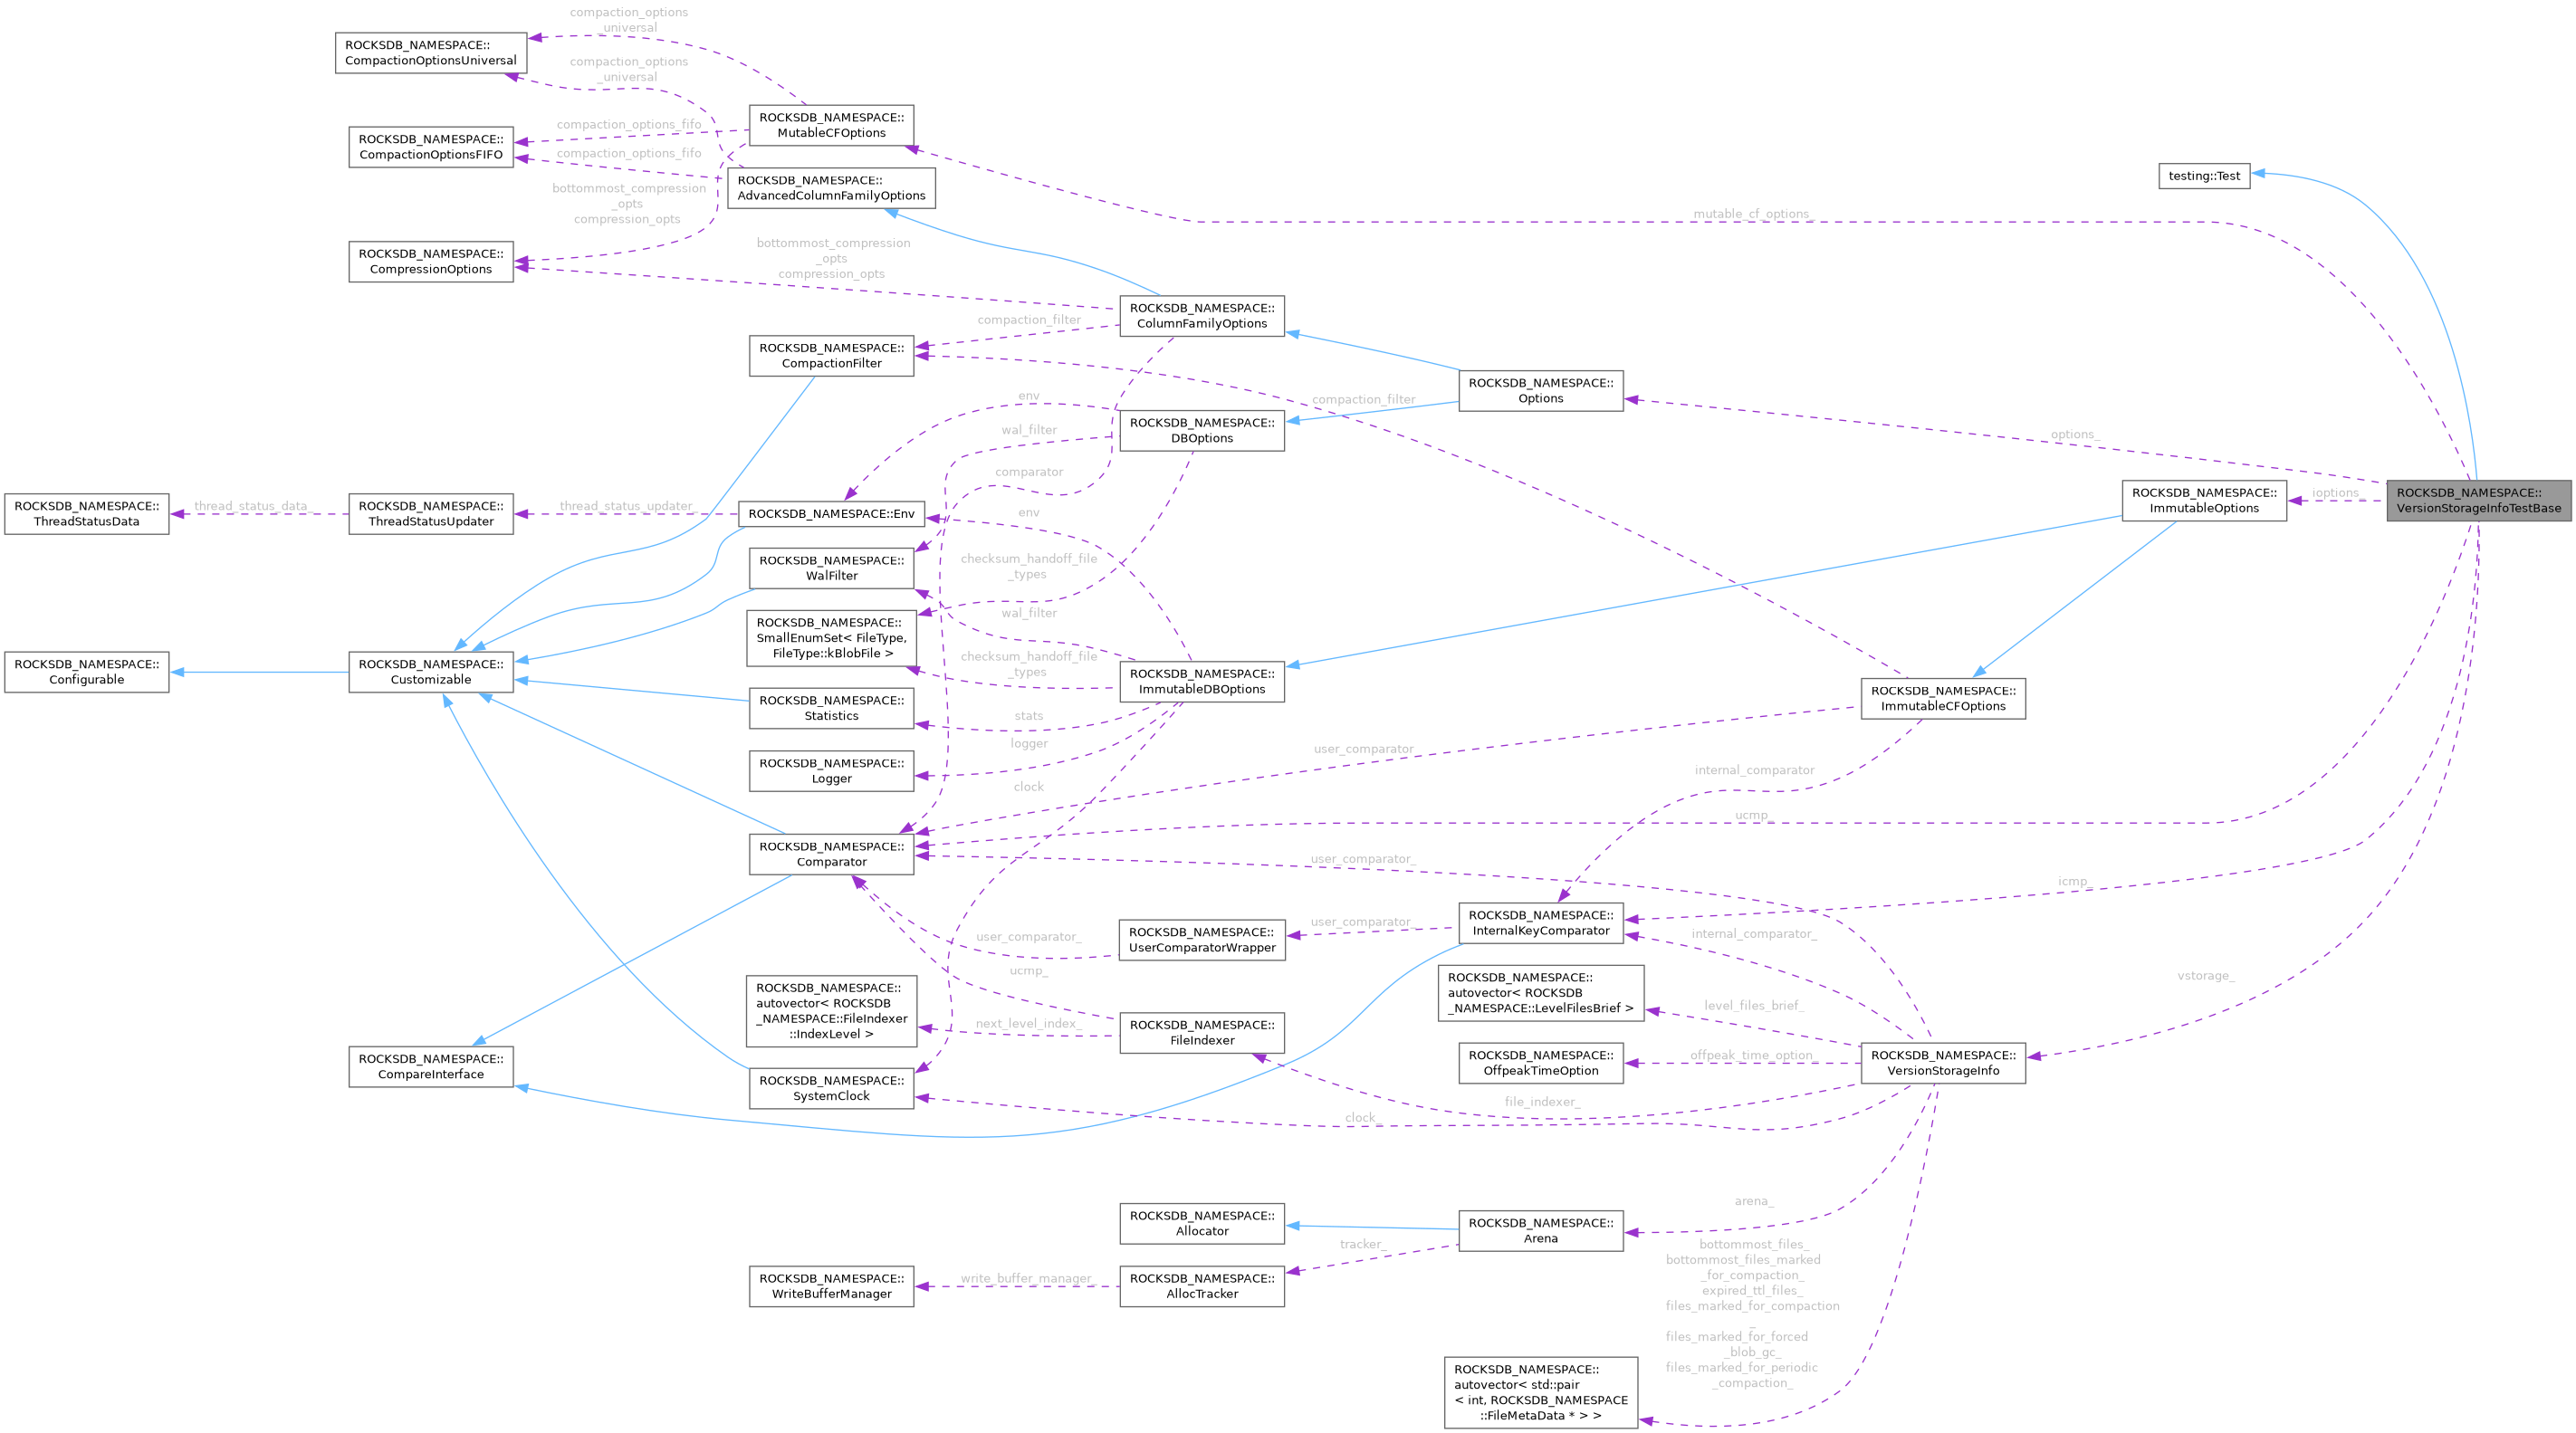 compaction_options
_universal
ROCKSDB_NAMESPACE::
CompactionOptionsUniversal
compaction_options
_universal
ROCKSDB_NAMESPACE::
MutableCFOptions
compaction_options_fifo
ROCKSDB_NAMESPACE::
CompactionOptionsFIFO
compaction_options_fifo
testing::Test
ROCKSDB_NAMESPACE::
AdvancedColumnFamilyOptions
bottommost_compression
_opts
compression_opts
mutable_cf_options_
ROCKSDB_NAMESPACE::
CompressionOptions
bottommost_compression
_opts
compression_opts
ROCKSDB_NAMESPACE::
ColumnFamilyOptions
compaction_filter
ROCKSDB_NAMESPACE::
CompactionFilter
ROCKSDB_NAMESPACE::
Options
env
compaction_filter
ROCKSDB_NAMESPACE::
DBOptions
wal_filter
options_
comparator
ROCKSDB_NAMESPACE::
ThreadStatusData
thread_status_data_
ROCKSDB_NAMESPACE::
ThreadStatusUpdater
thread_status_updater_
ROCKSDB_NAMESPACE::Env
env
ROCKSDB_NAMESPACE::
ImmutableOptions
ioptions_
ROCKSDB_NAMESPACE::
VersionStorageInfoTestBase
ROCKSDB_NAMESPACE::
WalFilter
checksum_handoff_file
_types
ROCKSDB_NAMESPACE::
SmallEnumSet< FileType,
FileType::kBlobFile >
wal_filter
ROCKSDB_NAMESPACE::
Configurable
ROCKSDB_NAMESPACE::
Customizable
checksum_handoff_file
_types
ROCKSDB_NAMESPACE::
ImmutableDBOptions
ROCKSDB_NAMESPACE::
ImmutableCFOptions
ROCKSDB_NAMESPACE::
Statistics
stats
logger
user_comparator
ROCKSDB_NAMESPACE::
Logger
internal_comparator
clock
ucmp_
ROCKSDB_NAMESPACE::
Comparator
user_comparator_
icmp_
ROCKSDB_NAMESPACE::
InternalKeyComparator
user_comparator_
ROCKSDB_NAMESPACE::
UserComparatorWrapper
user_comparator_
internal_comparator_
ucmp_
ROCKSDB_NAMESPACE::
autovector< ROCKSDB
_NAMESPACE::LevelFilesBrief >
vstorage_
ROCKSDB_NAMESPACE::
autovector< ROCKSDB
_NAMESPACE::FileIndexer
::IndexLevel >
level_files_brief_
next_level_index_
ROCKSDB_NAMESPACE::
FileIndexer
ROCKSDB_NAMESPACE::
CompareInterface
ROCKSDB_NAMESPACE::
OffpeakTimeOption
offpeak_time_option_
ROCKSDB_NAMESPACE::
VersionStorageInfo
ROCKSDB_NAMESPACE::
SystemClock
file_indexer_
clock_
arena_
ROCKSDB_NAMESPACE::
Allocator
ROCKSDB_NAMESPACE::
Arena
tracker_
ROCKSDB_NAMESPACE::
WriteBufferManager
write_buffer_manager_
ROCKSDB_NAMESPACE::
AllocTracker
bottommost_files_
bottommost_files_marked
_for_compaction_
expired_ttl_files_
files_marked_for_compaction
_
files_marked_for_forced
_blob_gc_
files_marked_for_periodic
_compaction_
ROCKSDB_NAMESPACE::
autovector< std::pair
< int, ROCKSDB_NAMESPACE
::FileMetaData * > >